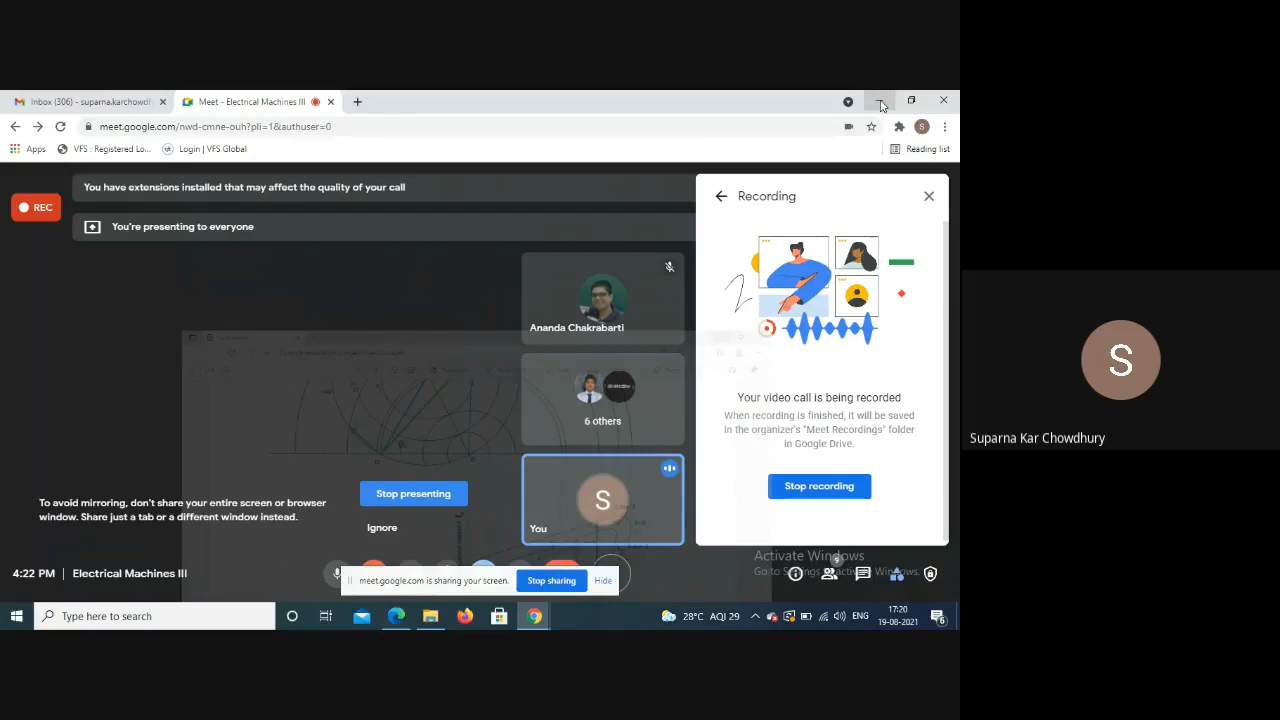 Inbox (306) - suparna.karchowdh
Meet - Electrical Machines III
meet.google.com/nwd-cmne-ouh?pli=1&authuser=0
Apps
VFS : Registered Lo...
Login | VFS Global
Reading list
You have extensions installed that may affect the quality of your call
REC
You're presenting to everyone
Recording
Ananda Chakrabarti
6 others
Your video call is being recorded
When recording is finished, it will be saved
in the organizer's "Meet Recordings" folder
in Google Drive.
Stop recording
Stop presenting
To avoid mirroring, don't share your entire screen or browser
window. Share just a tab or a different window instead.
Ignore
S
You
S
Suparna Kar Chowdhury
Activate Windows
4:22 PM | Electrical Machines III
meet.google.com is sharing your screen.
Stop sharing
Hide
9
Type here to search
28°C AQI 29
ENG
17:20
19-08-2021
6